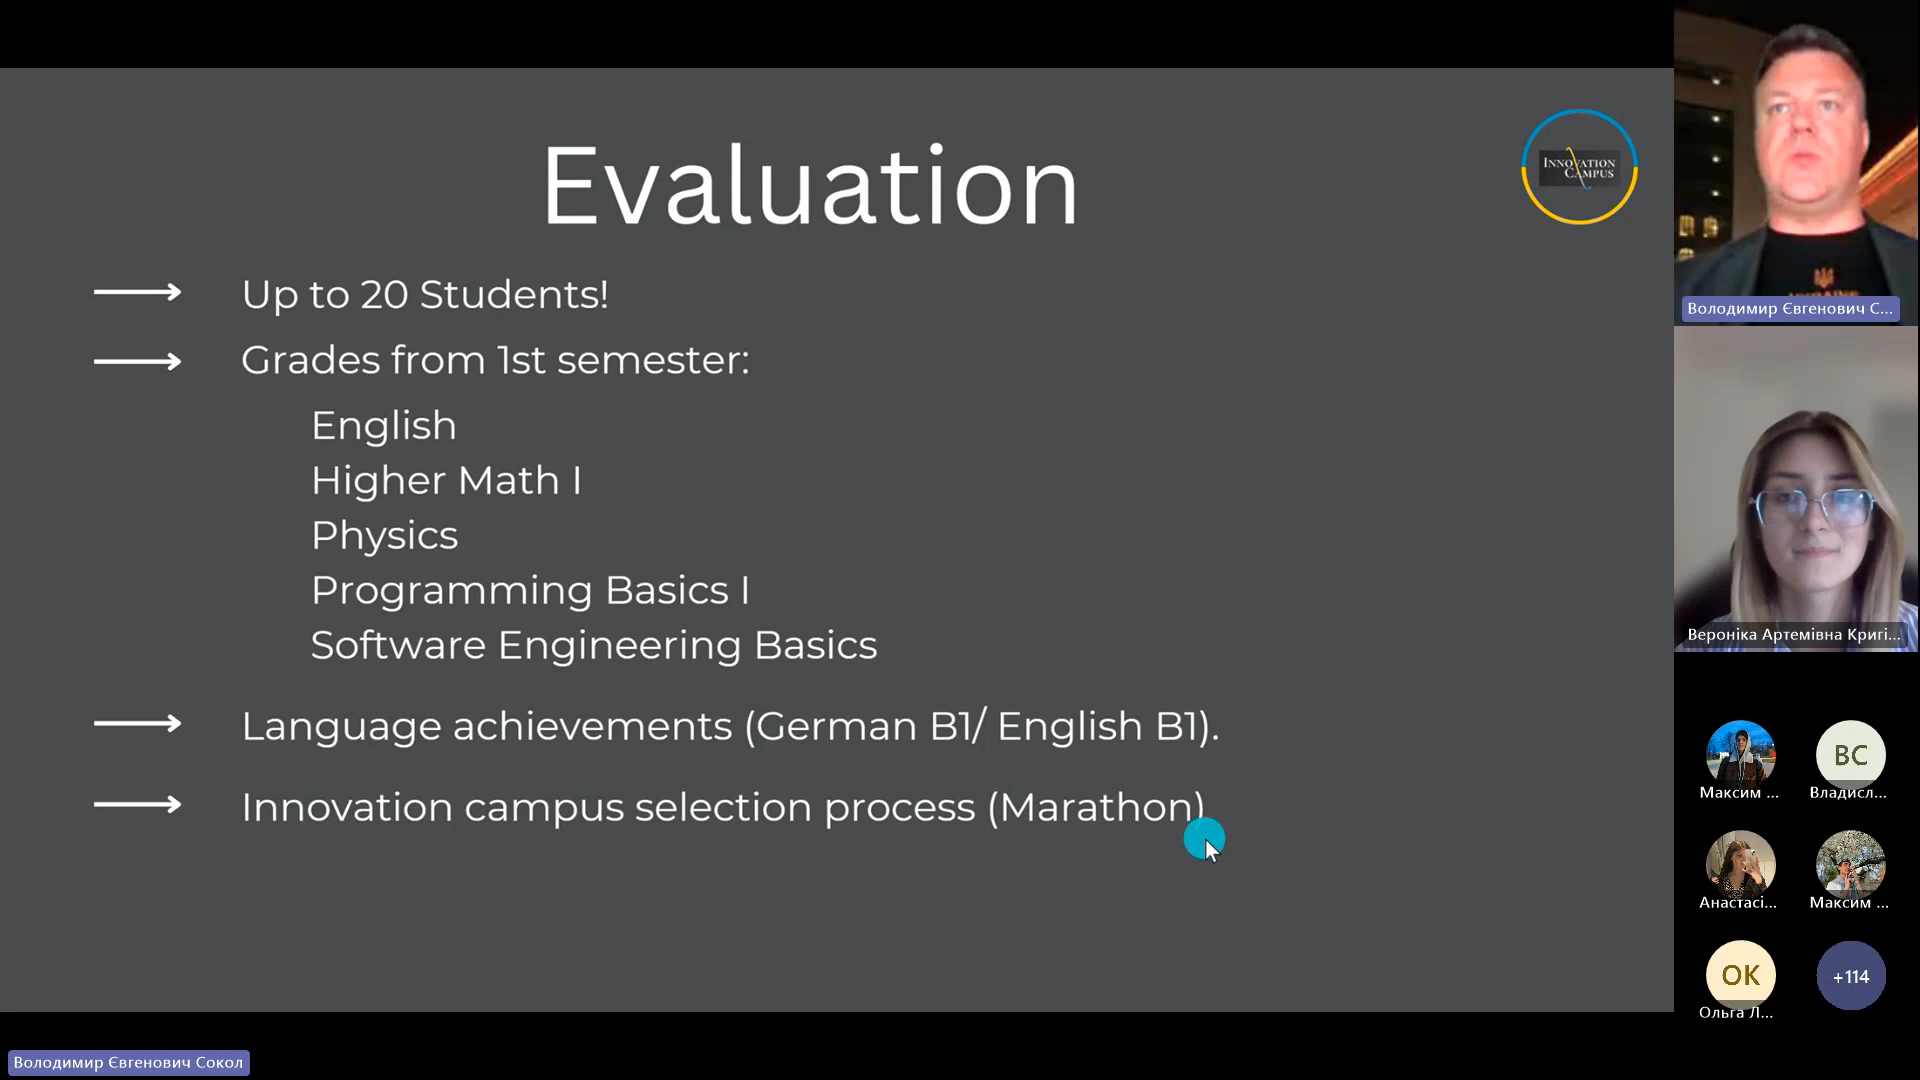 Evaluation
INNOVATION
CAMPUS
Up to 20 Students!
Grades from 1st semester:
English
Higher Math I
Physics
Programming Basics I
Software Engineering Basics
Language achievements (German B1/ English B1).
Innovation campus selection process (Marathon)
Володимир Євгенович С...
Вероніка Артемівна Кригі...
ВС
Максим ...
Владисл...
Анастасі...
Максим ...
ОК
+114
Ольга Л...
Володимир Євгенович Сокол